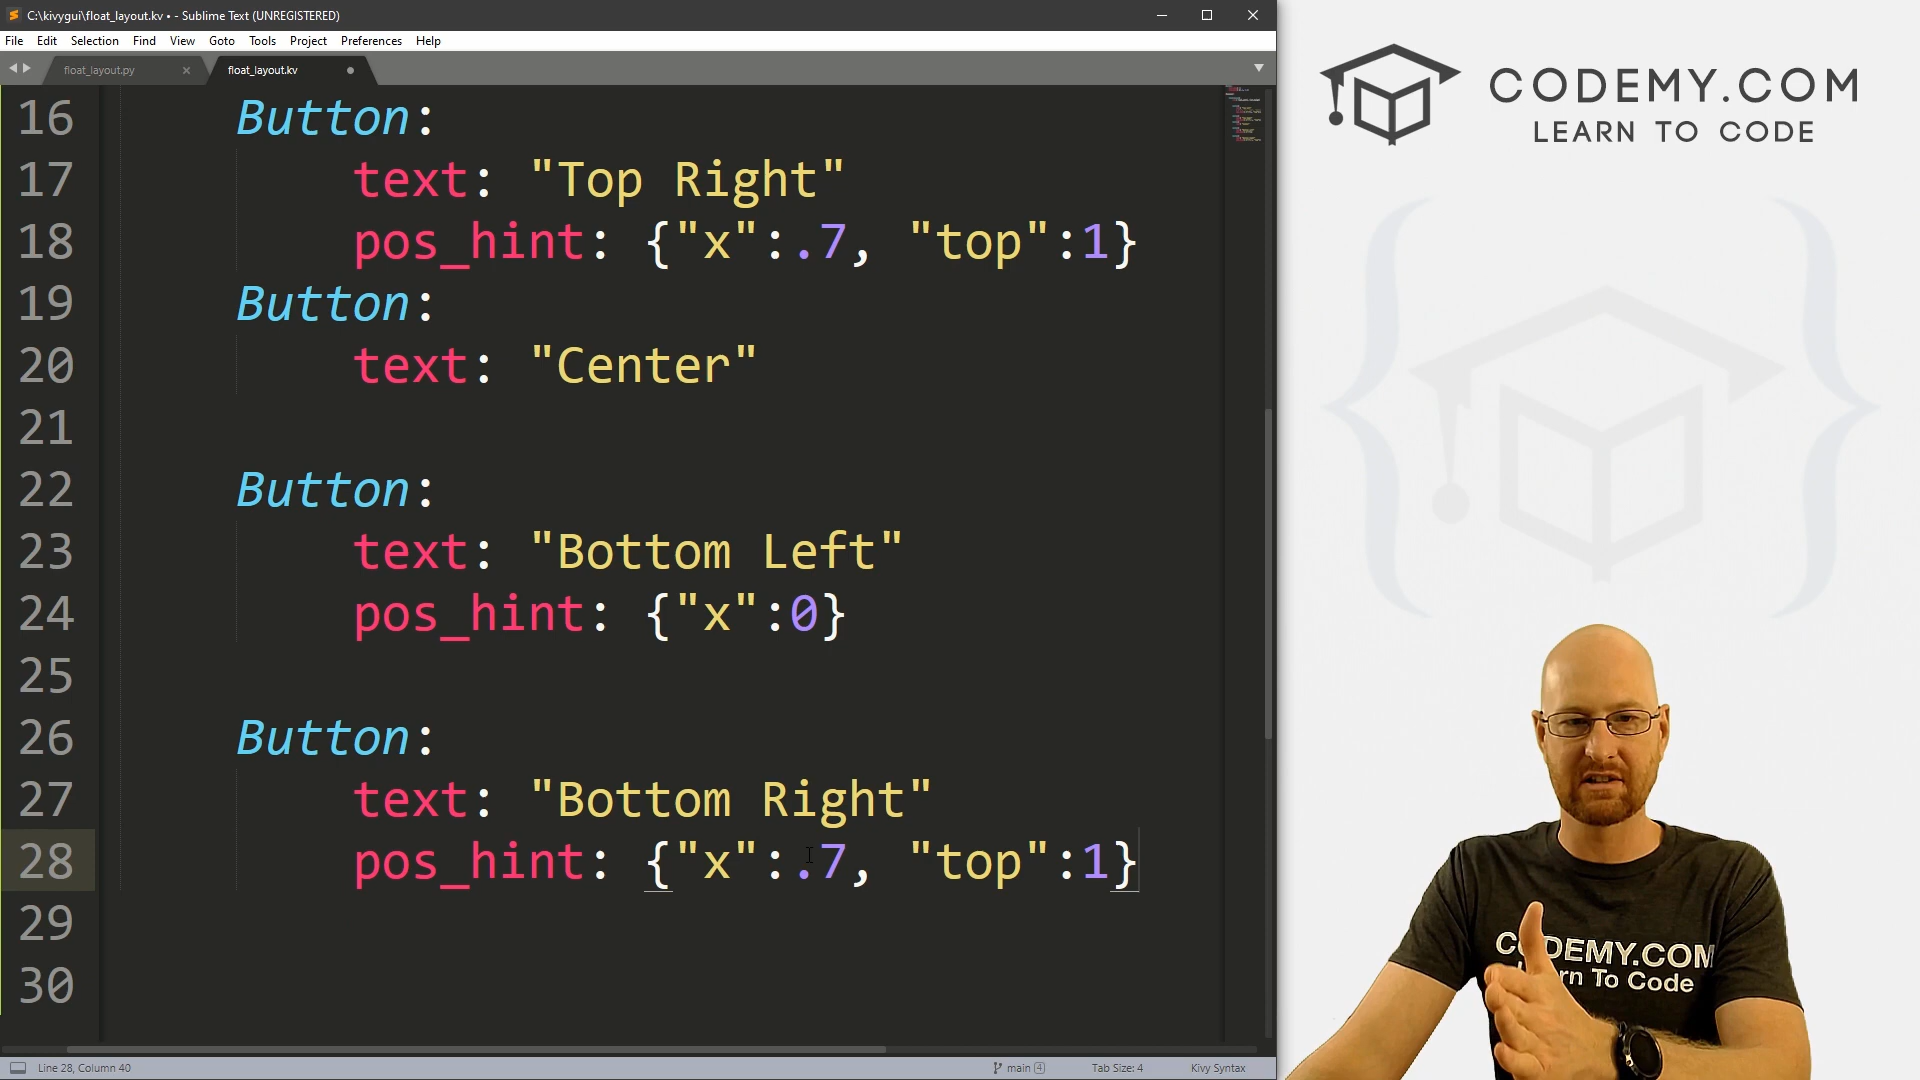 C:\kivygui\float_layout.kv • - Sublime Text (UNREGISTERED)
File Edit Selection Find View Goto Tools Project Preferences Help
float_layout.py
float_layout.kv
16 Button:
17 text: "Top Right"
18 pos_hint: {"x":.7, "top":1}
19 Button:
20 text: "Center"
21
22 Button:
23 text: "Bottom Left"
24 pos_hint: {"x":0}
25
26 Button:
27 text: "Bottom Right"
28 pos_hint: {"x":.7, "top":1}
29
30
Line 28, Column 40
main 4
Tab Size: 4
Kivy Syntax
CODEMY.COM
LEARN TO CODE
CODEMY.COM
Learn To Code